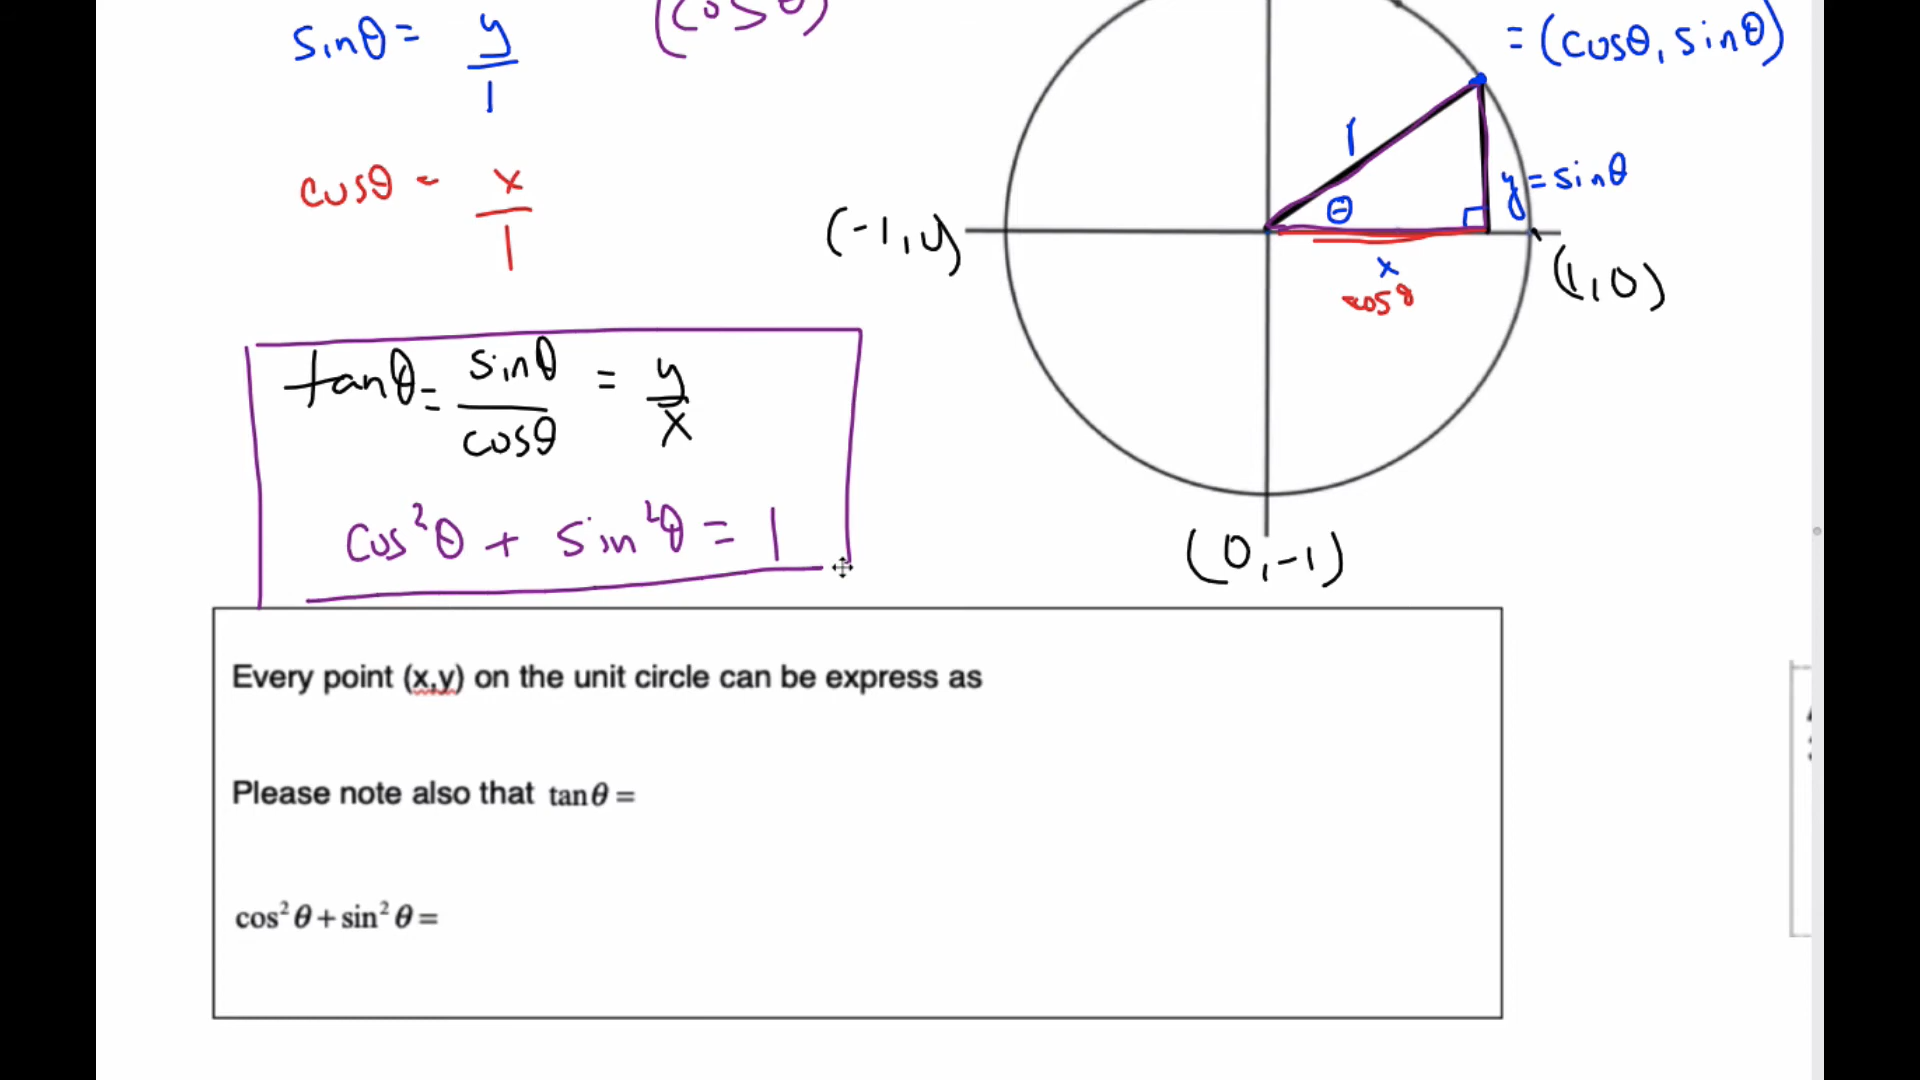 sinθ = y/1
(cosθ)
= (cosθ, sinθ)
cosθ = x/1
1
θ
y = sinθ
(-1, y)
(1,0)
x
cosθ
tanθ = sinθ/cosθ = y/x
cos²θ + sin²θ = 1
(0,-1)
Every point (x,y) on the unit circle can be express as
Please note also that tanθ =
cos²θ + sin²θ =